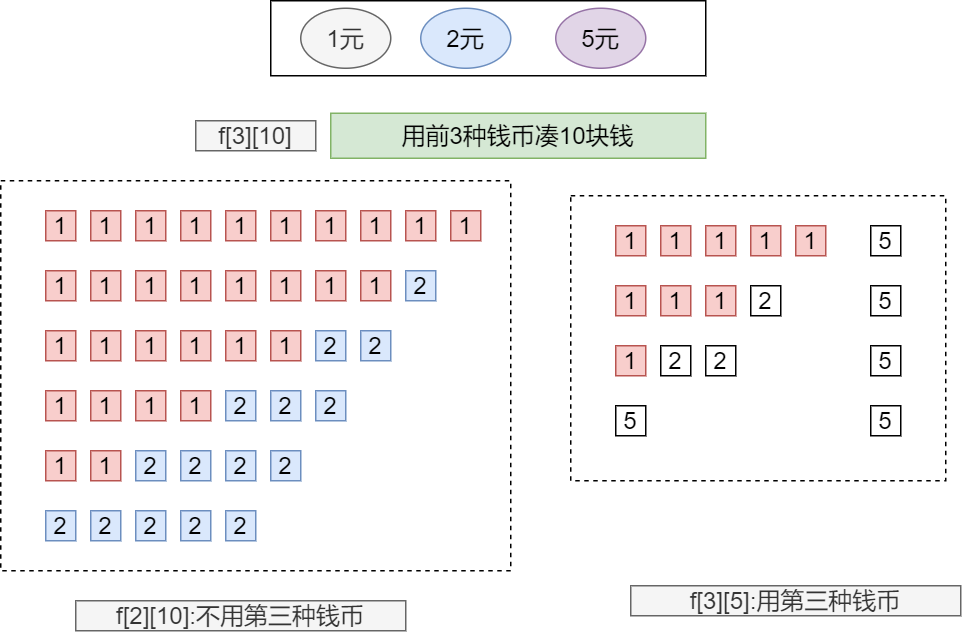 1元 2元 5元
f[3][10] 用前3种钱币凑10块钱
1 1 1 1 1 1 1 1 1 1
1 1 1 1 1 1 1 1 2
1 1 1 1 1 1 2 2
1 1 1 1 2 2 2
1 1 2 2 2 2
2 2 2 2 2
f[2][10]:不用第三种钱币
1 1 1 1 1 5
1 1 1 2 5
1 2 2 5
5 5
f[3][5]:用第三种钱币